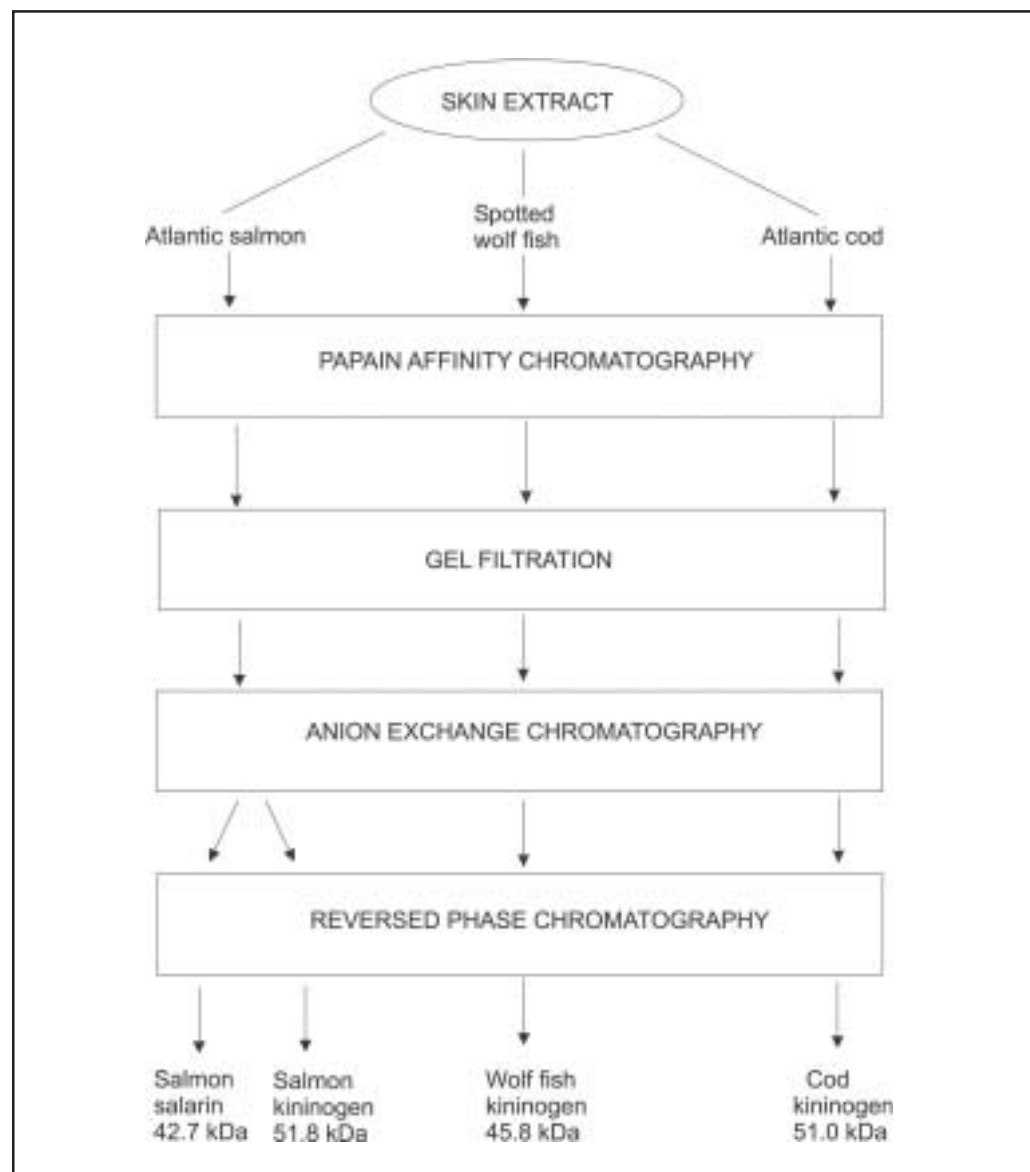 SKIN EXTRACT
Atlantic salmon
Spotted
wolf fish
Atlantic cod
PAPAIN AFFINITY CHROMATOGRAPHY
GEL FILTRATION
ANION EXCHANGE CHROMATOGRAPHY
REVERSED PHASE CHROMATOGRAPHY
Salmon
salarin
42.7 kDa
Salmon
kininogen
51.8 kDa
Wolf fish
kininogen
45.8 kDa
Cod
kininogen
51.0 kDa